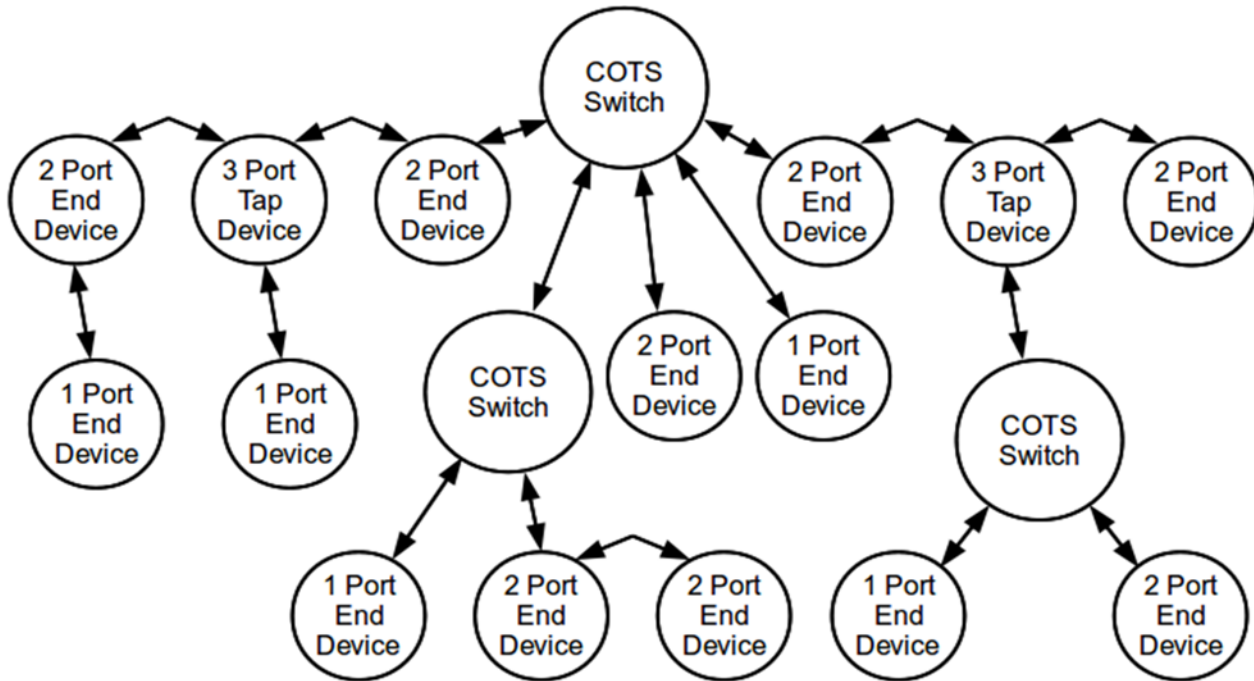 COTS
Switch
2 Port
End
Device
3 Port
Tap
Device
2 Port
End
Device
2 Port
End
Device
3 Port
Tap
Device
2 Port
End
Device
1 Port
End
Device
1 Port
End
Device
COTS
Switch
2 Port
End
Device
1 Port
End
Device
COTS
Switch
1 Port
End
Device
2 Port
End
Device
2 Port
End
Device
1 Port
End
Device
2 Port
End
Device